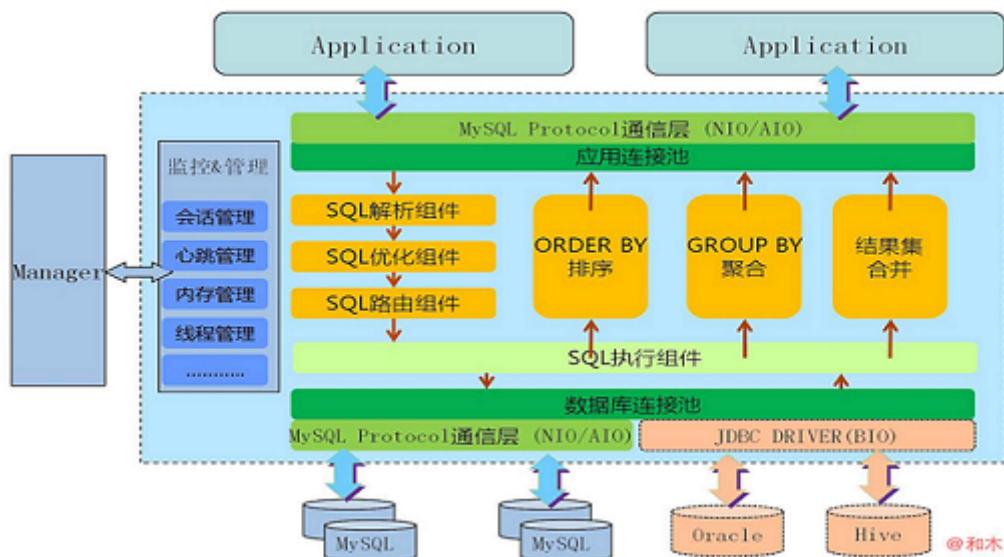 Application
Application
MySQL Protocol通信层 (NIO/AIO)
应用连接池
监控&管理
会话管理
心跳管理
内存管理
线程管理
...........
Manager
SQL解析组件
SQL优化组件
SQL路由组件
ORDER BY
排序
GROUP BY
聚合
结果集
合并
SQL执行组件
数据库连接池
MySQL Protocol通信层 (NIO/AIO)
JDBC DRIVER(BIO)
MySQL
MySQL
Oracle
Hive
@和木